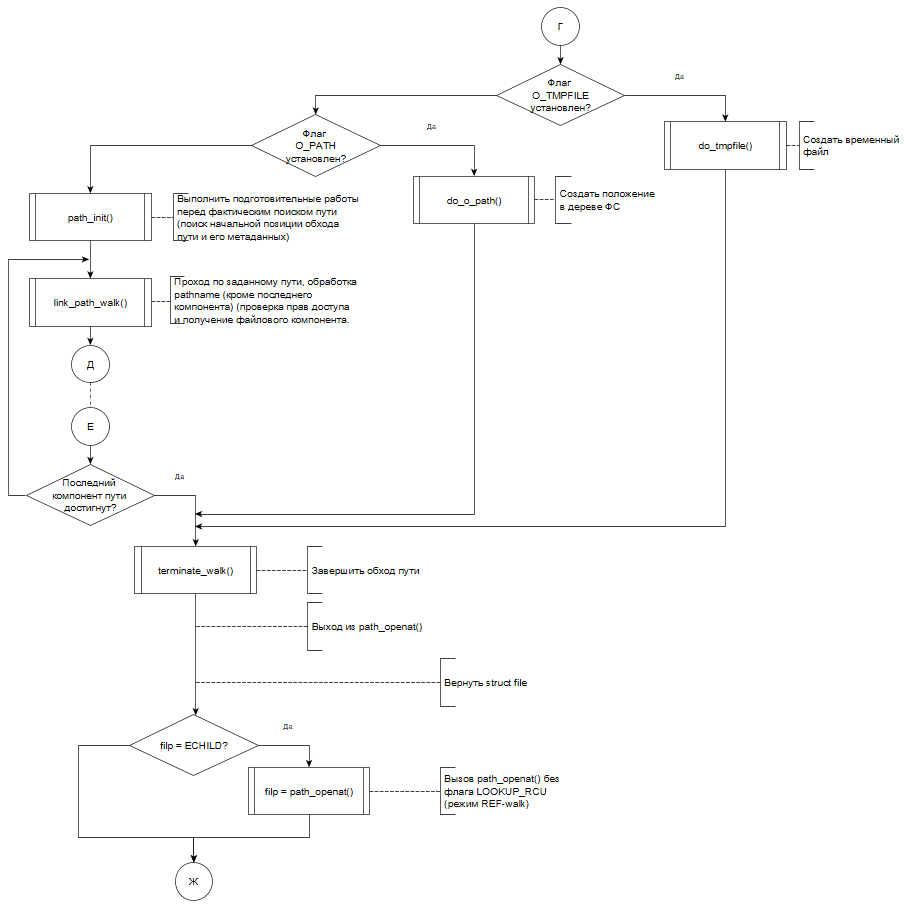 Г
Флаг
O_TMPFILE
установлен?
Да
do_tmpfile()
Создать временный
файл
Флаг
O_PATH
установлен?
Да
do_o_path()
Создать положение
в дереве ФС
path_init()
Выполнить подготовительные работы
перед фактическим поиском пути
(поиск начальной позиции обхода
пути и его метаданных)
link_path_walk()
Проход по заданному пути, обработка
pathname (кроме последнего
компонента) (проверка прав доступа
и получение файлового компонента.
Д
Е
Последний
компонент пути
достигнут?
Да
terminate_walk()
Завершить обход пути
Выход из path_openat()
Вернуть struct file
filp = ECHILD?
Да
filp = path_openat()
Вызов path_openat() без
флага LOOKUP_RCU
(режим REF-walk)
Ж